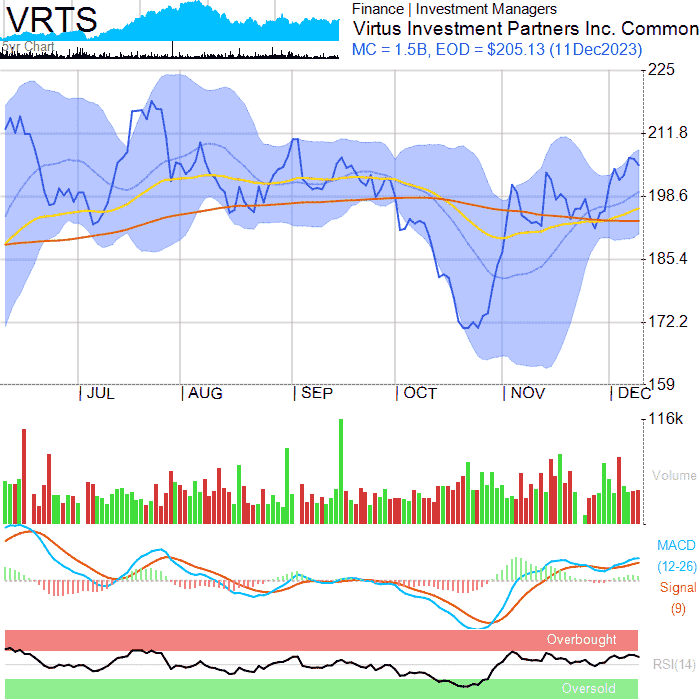 VRTS
5yr Chart
Finance | Investment Managers
Virtus Investment Partners Inc. Common
MC = 1.5B, EOD = $205.13 (11Dec2023)
225
211.8
198.6
185.4
172.2
159
| JUL | AUG | SEP | OCT | NOV | DEC
116k
Volume
MACD
(12-26)
Signal
(9)
Overbought
RSI(14)
Oversold